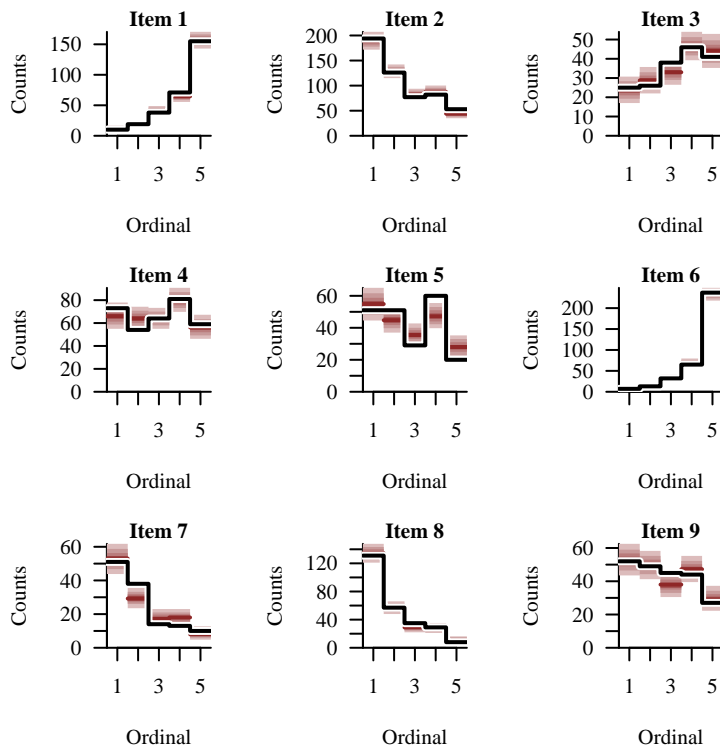 Item 1
150
100
50
0
Counts
1
3
5
Ordinal
Item 2
200
150
100
50
0
Counts
1
3
5
Ordinal
Item 3
50
40
30
20
10
0
Counts
1
3
5
Ordinal
Item 4
80
60
40
20
0
Counts
1
3
5
Ordinal
Item 5
60
40
20
0
Counts
1
3
5
Ordinal
Item 6
200
150
100
50
0
Counts
1
3
5
Ordinal
Item 7
60
40
20
0
Counts
1
3
5
Ordinal
Item 8
120
80
40
0
Counts
1
3
5
Ordinal
Item 9
60
40
20
0
Counts
1
3
5
Ordinal